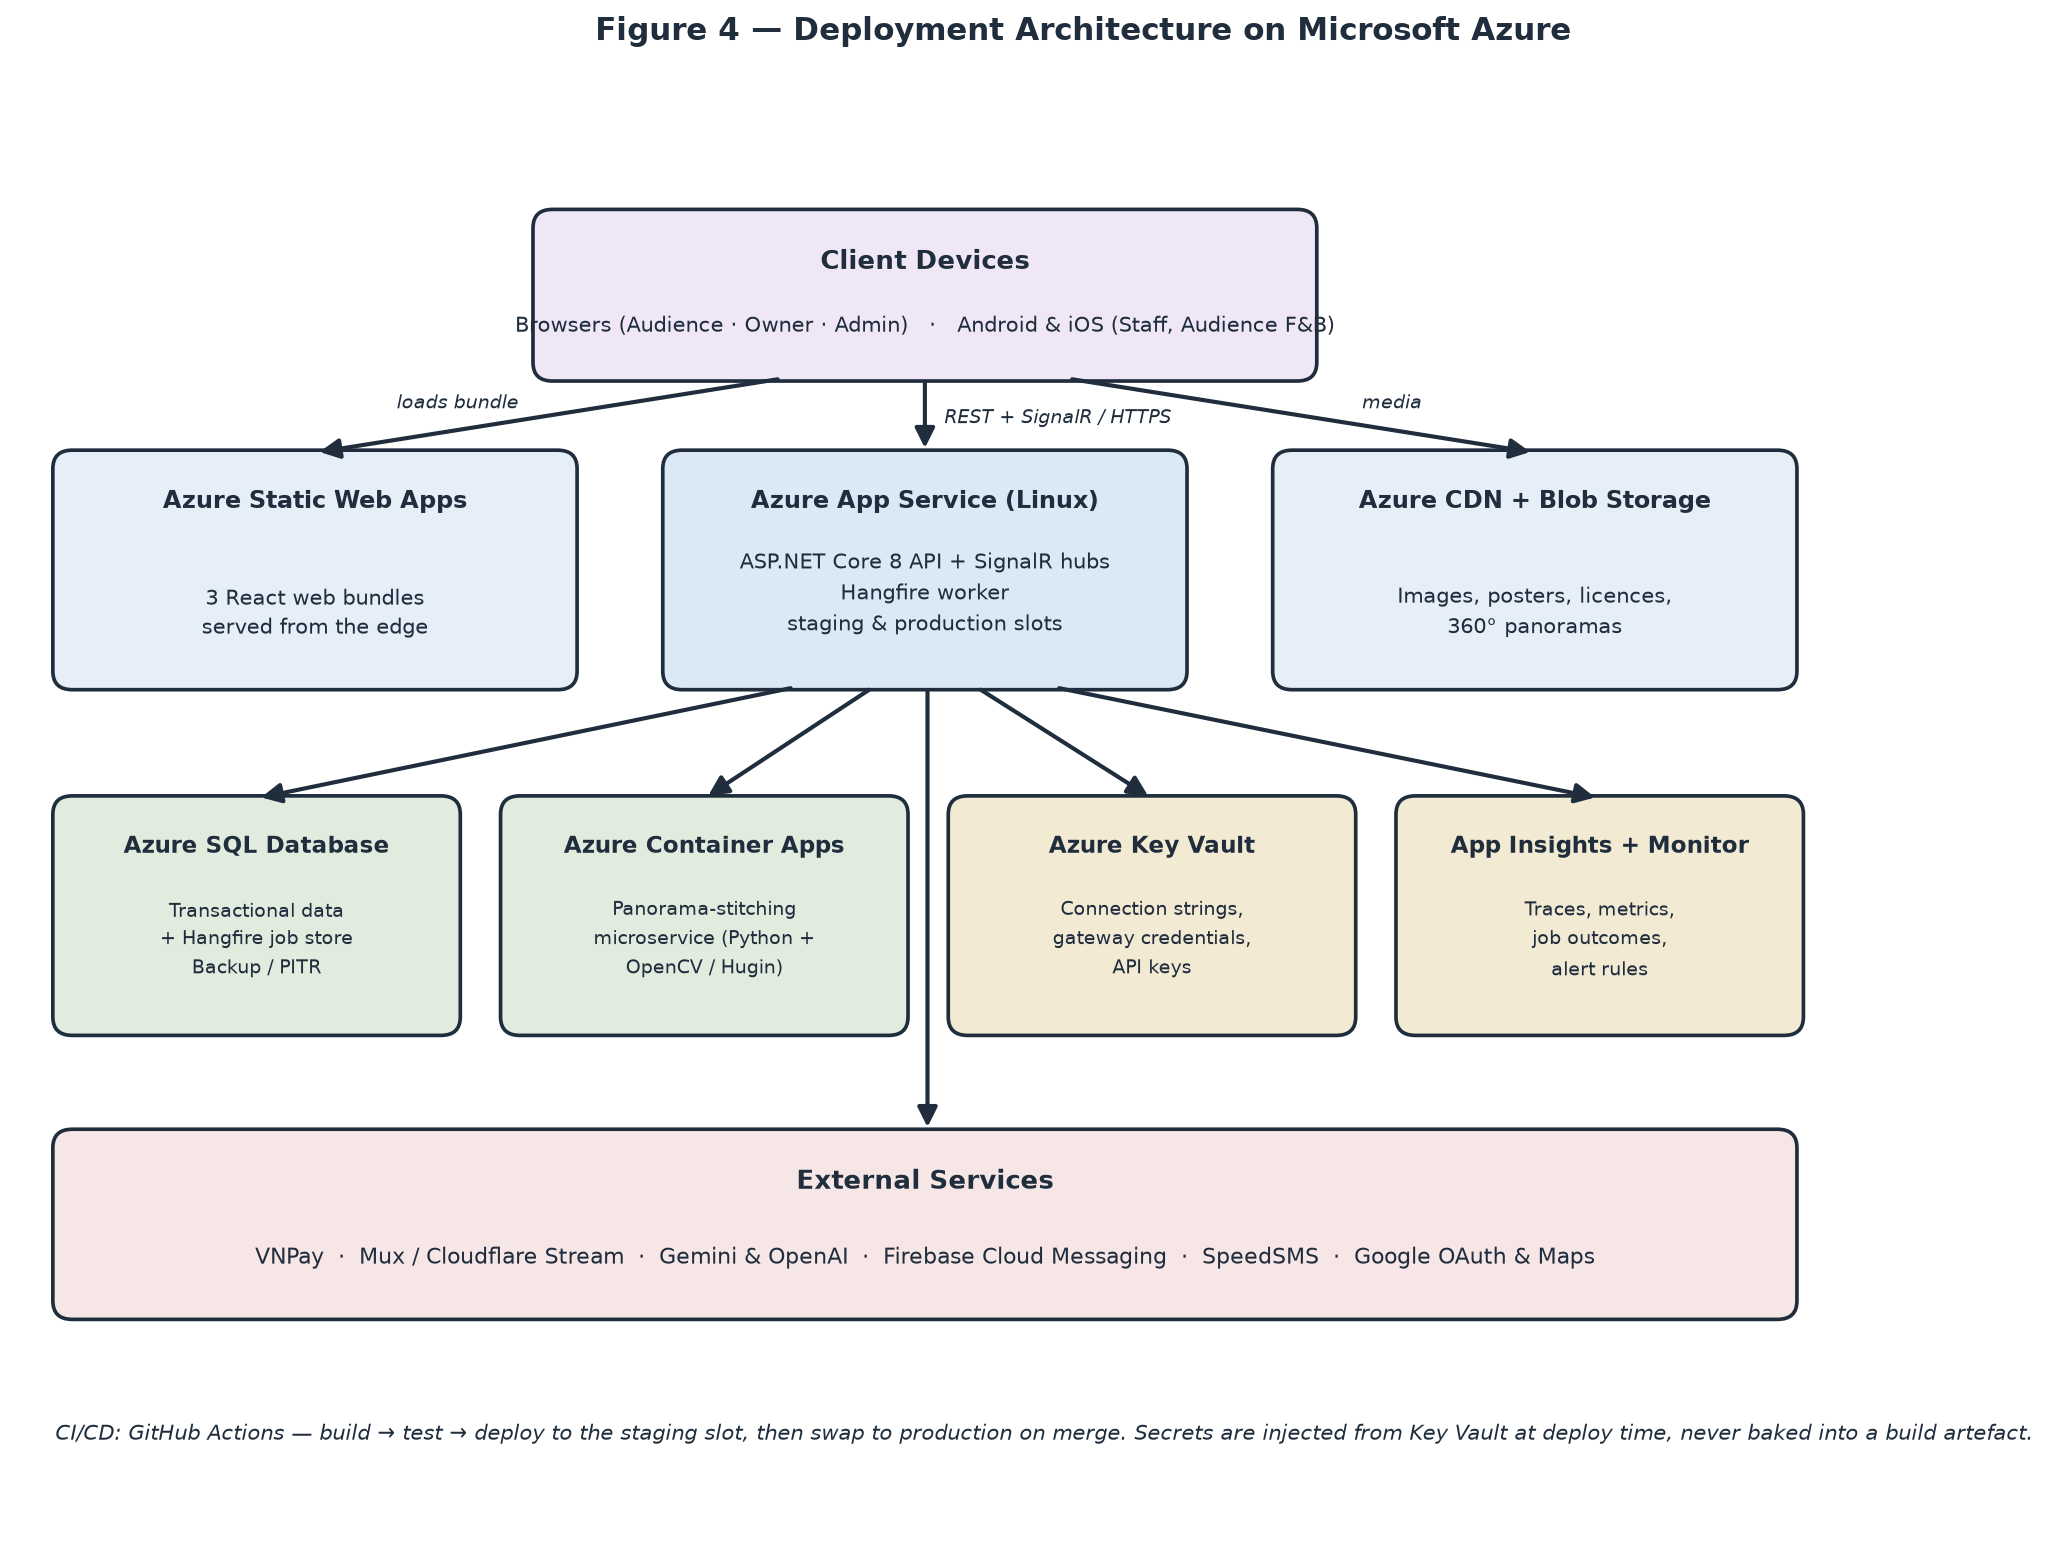 Figure 4 — Deployment Architecture on Microsoft Azure
Client Devices
Browsers (Audience · Owner · Admin)   ·   Android & iOS (Staff, Audience F&B)
loads bundle
REST + SignalR / HTTPS
media
Azure Static Web Apps
3 React web bundles
served from the edge
Azure App Service (Linux)
ASP.NET Core 8 API + SignalR hubs
Hangfire worker
staging & production slots
Azure CDN + Blob Storage
Images, posters, licences,
360° panoramas
Azure SQL Database
Transactional data
+ Hangfire job store
Backup / PITR
Azure Container Apps
Panorama-stitching
microservice (Python +
OpenCV / Hugin)
Azure Key Vault
Connection strings,
gateway credentials,
API keys
App Insights + Monitor
Traces, metrics,
job outcomes,
alert rules
External Services
VNPay  ·  Mux / Cloudflare Stream  ·  Gemini & OpenAI  ·  Firebase Cloud Messaging  ·  SpeedSMS  ·  Google OAuth & Maps
CI/CD: GitHub Actions — build → test → deploy to the staging slot, then swap to production on merge. Secrets are injected from Key Vault at deploy time, never baked into a build artefact.